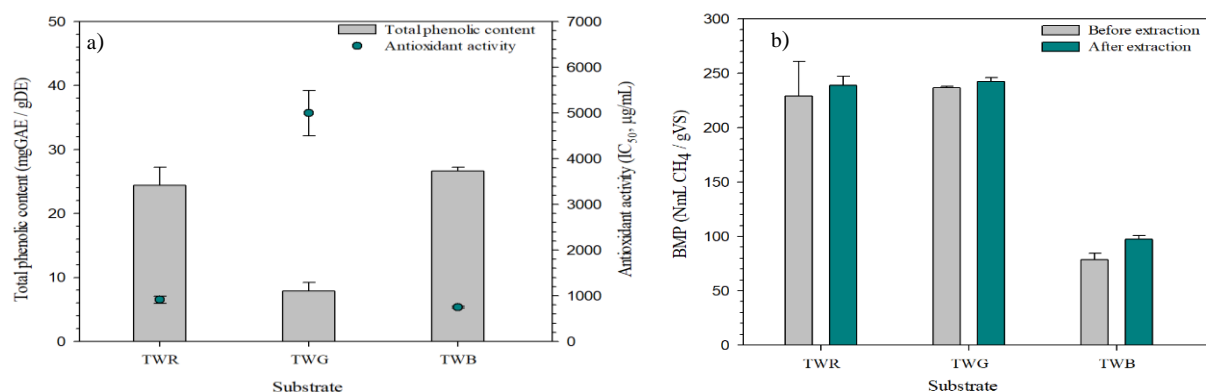 a)
Total phenolic content
Antioxidant activity
Total phenolic content (mgGAE / gDE)
50
40
30
20
10
0
7000
6000
5000
4000
3000
2000
1000
0
Antioxidant activity (IC50, μg/mL)
TWR TWG TWB
Substrate
b)
Before extraction
After extraction
BMP (NmL CH4 / gVS)
300
250
200
150
100
50
0
TWR TWG TWB
Substrate